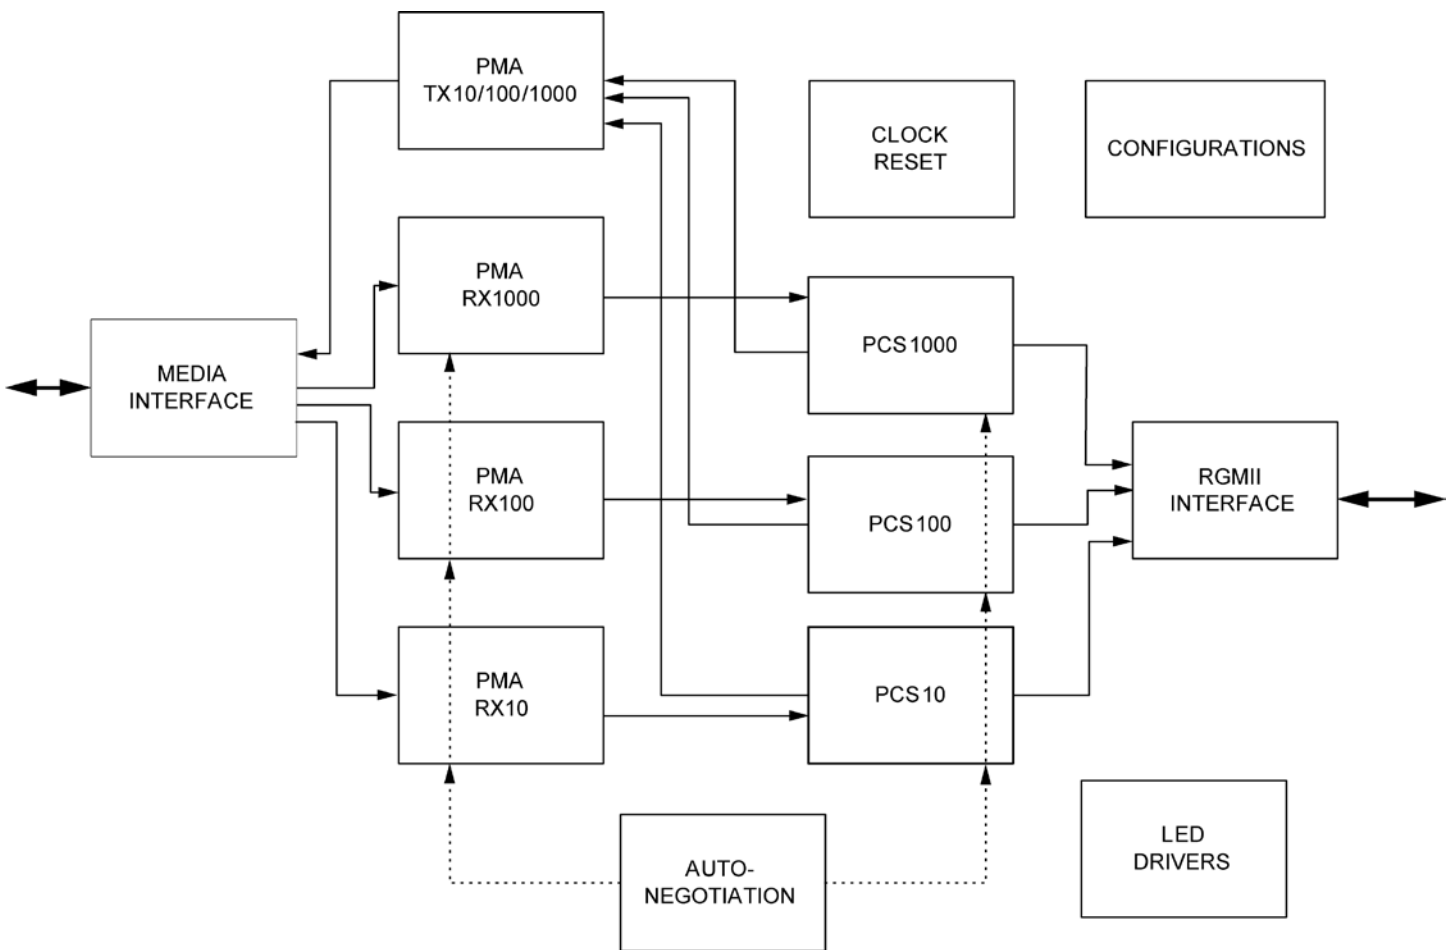 PMA
TX10/100/1000
CLOCK
RESET
CONFIGURATIONS
PMA
RX1000
PCS1000
MEDIA
INTERFACE
PMA
RX100
PCS100
RGMII
INTERFACE
PMA
RX10
PCS10
AUTO-
NEGOTIATION
LED
DRIVERS